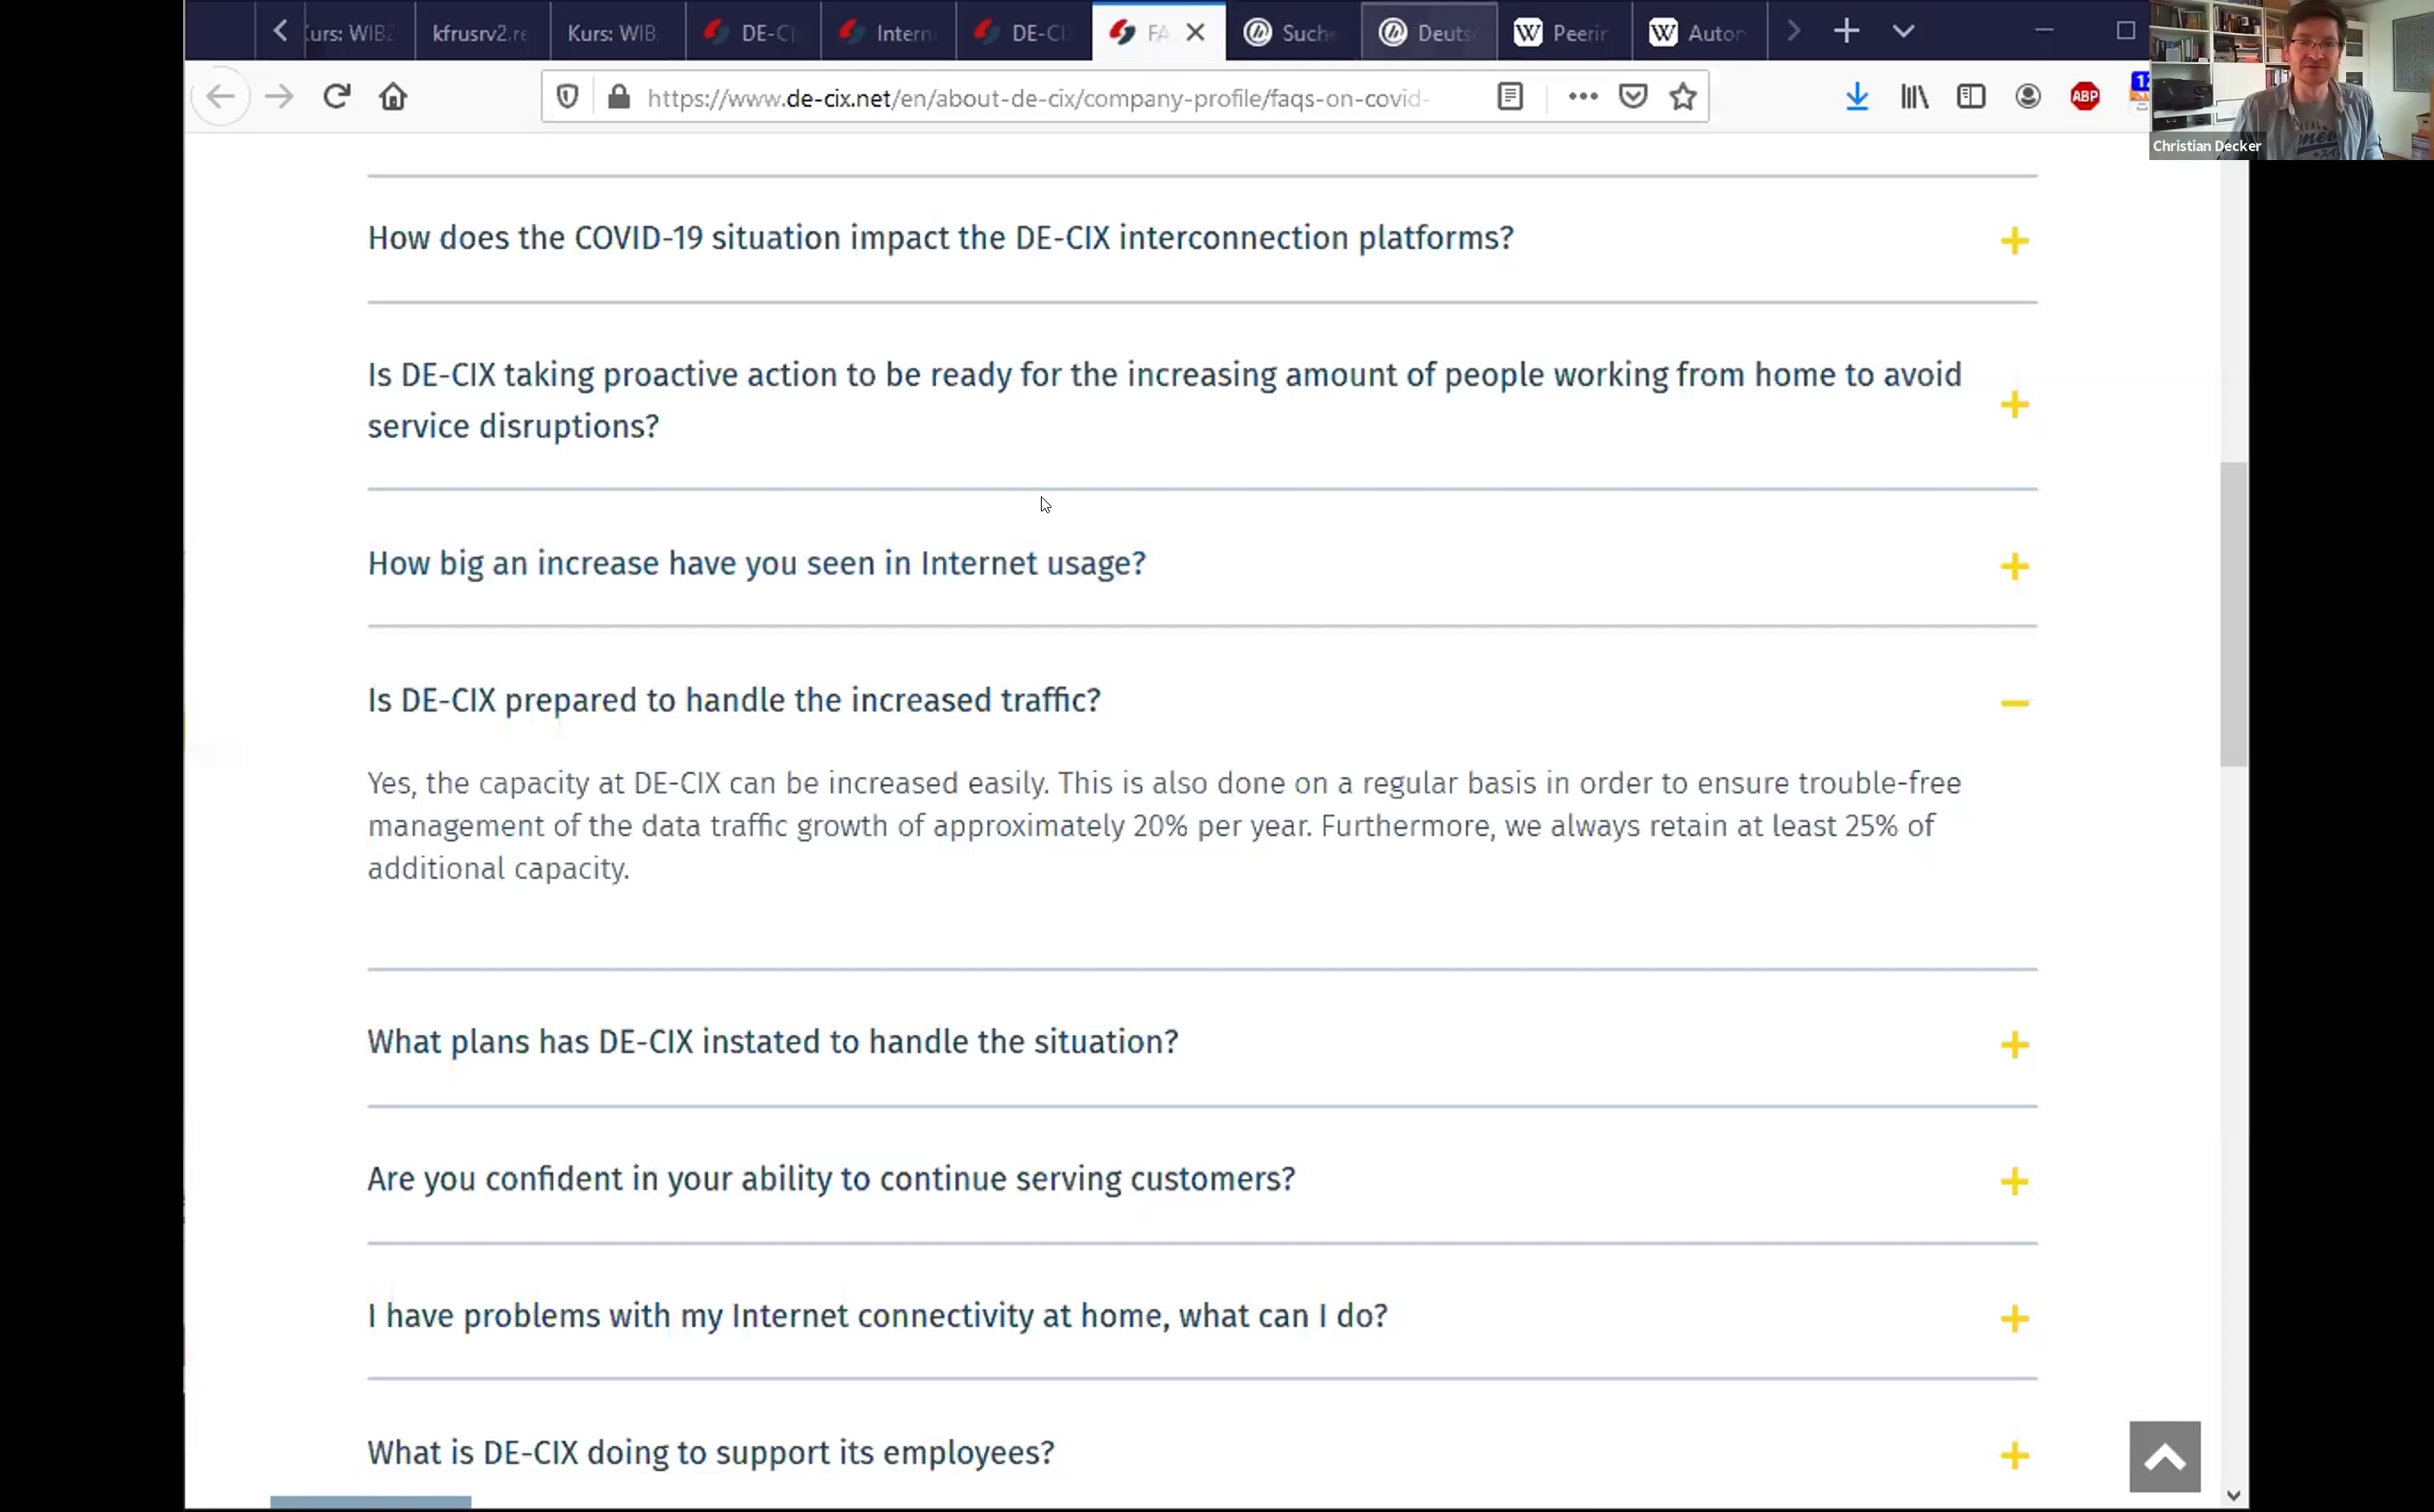 Kurs: WIB
kfrusrv2.re
Kurs: WIB
DE-C
Intern
DE-CI
FA
Such
Deuts
Peerin
Autor
https://www.de-cix.net/en/about-de-cix/company-profile/faqs-on-covid-
ABP
12
Christian Decker
How does the COVID-19 situation impact the DE-CIX interconnection platforms?
Is DE-CIX taking proactive action to be ready for the increasing amount of people working from home to avoid
service disruptions?
How big an increase have you seen in Internet usage?
Is DE-CIX prepared to handle the increased traffic?
Yes, the capacity at DE-CIX can be increased easily. This is also done on a regular basis in order to ensure trouble-free
management of the data traffic growth of approximately 20% per year. Furthermore, we always retain at least 25% of
additional capacity.
What plans has DE-CIX instated to handle the situation?
Are you confident in your ability to continue serving customers?
I have problems with my Internet connectivity at home, what can I do?
What is DE-CIX doing to support its employees?